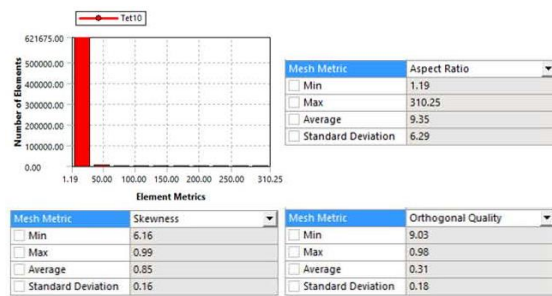 Tet10
621675.00
500000.00
400000.00
300000.00
200000.00
100000.00
0.00
Number of Elements
1.19 50.00 100.00 150.00 200.00 250.00 310.25
Element Metrics
Mesh Metric Aspect Ratio
Min 1.19
Max 310.25
Average 9.35
Standard Deviation 6.29
Mesh Metric Skewness
Min 6.16
Max 0.99
Average 0.85
Standard Deviation 0.16
Mesh Metric Orthogonal Quality
Min 9.03
Max 0.98
Average 0.31
Standard Deviation 0.18